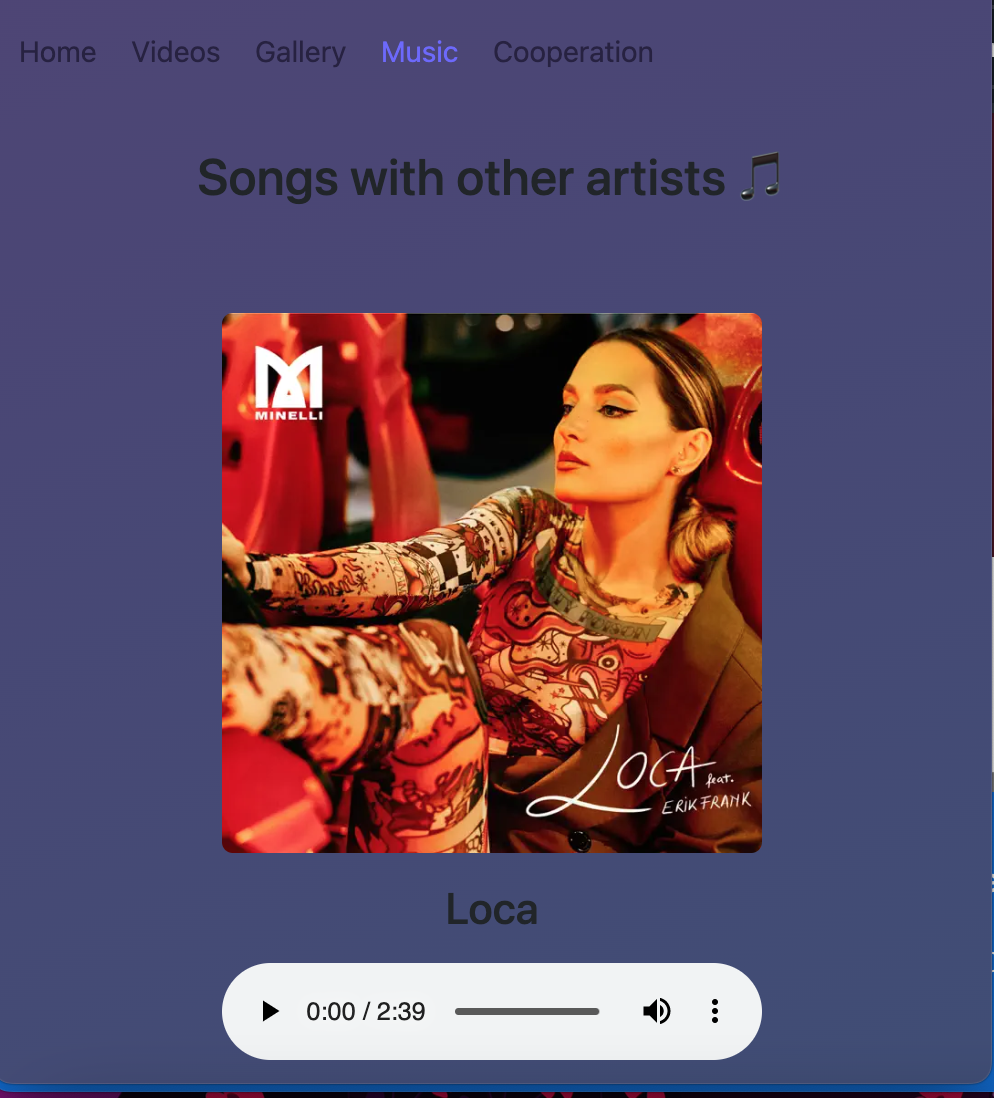 Home Videos Gallery Music Cooperation
Songs with other artists 🎵
MINELLI
LOCA feat.
ERIK FRANK
Loca
0:00 / 2:39